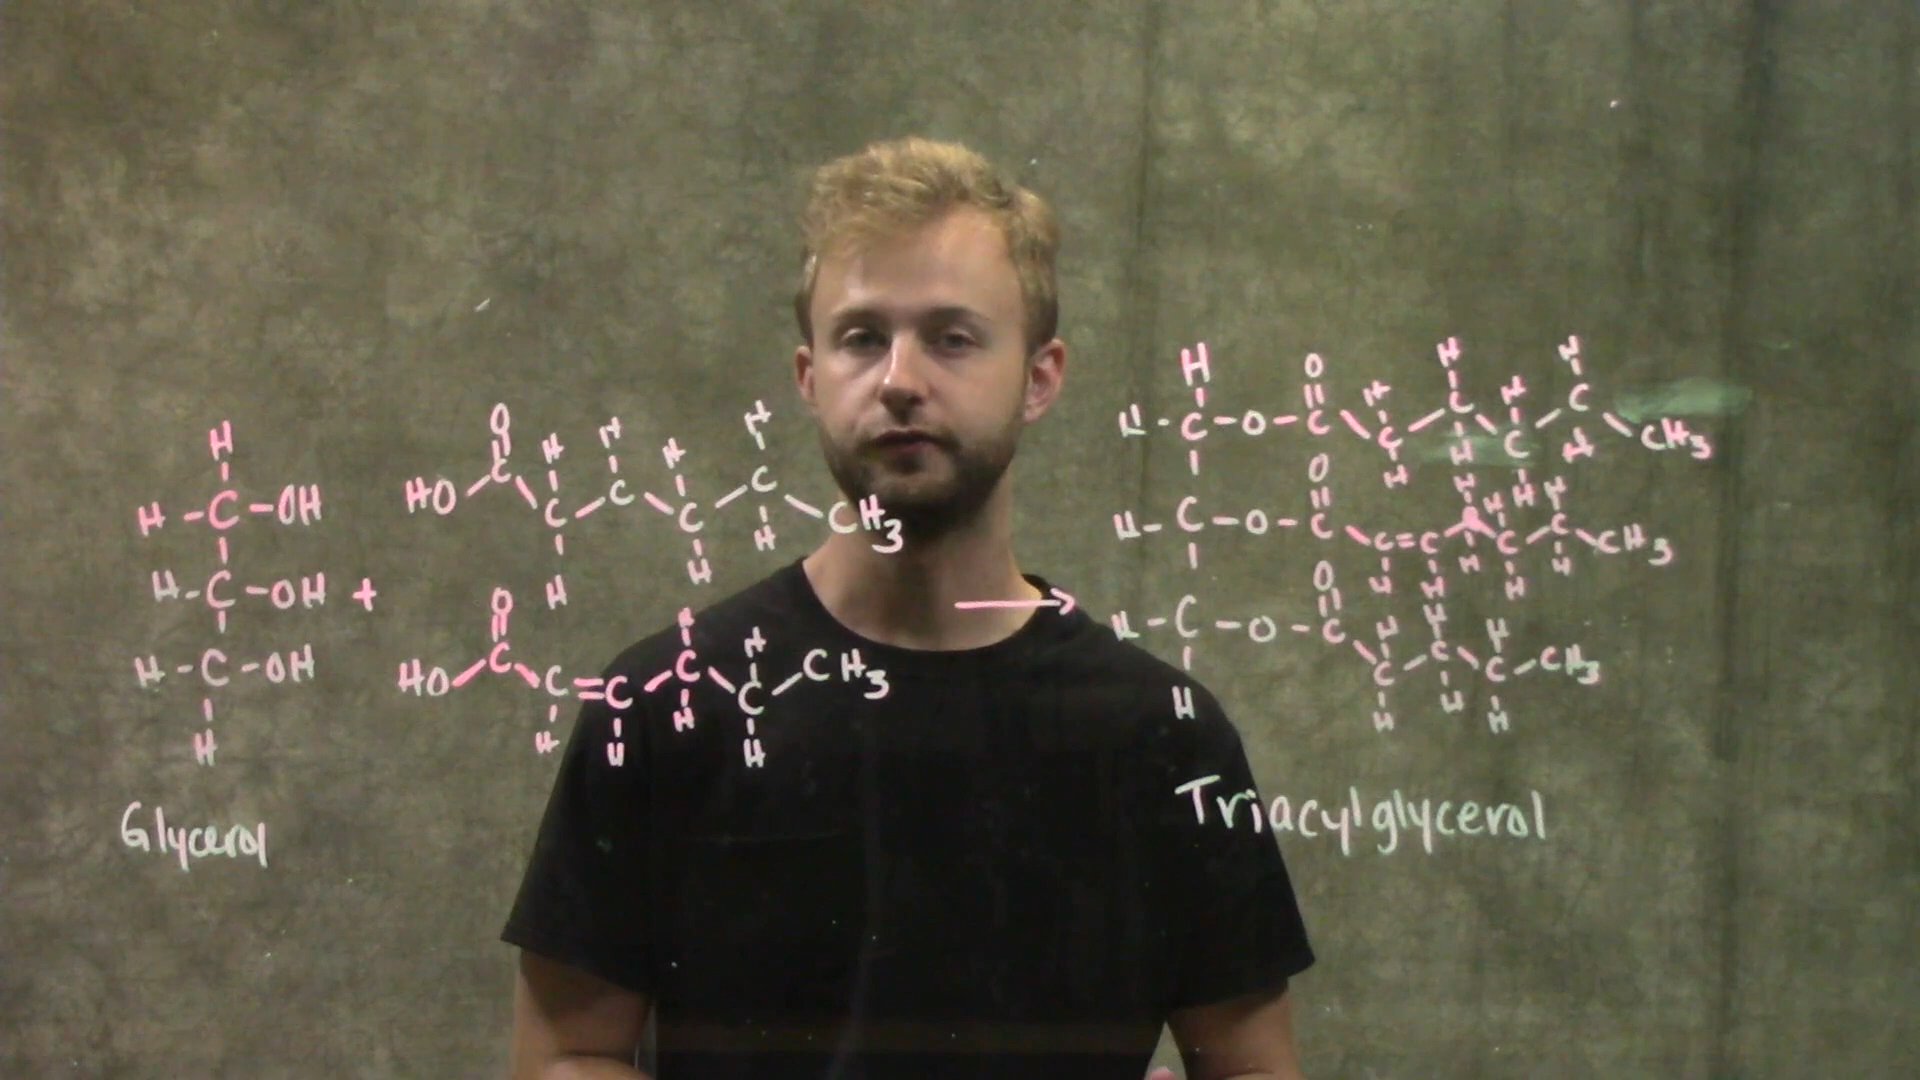 H
H-C-OH
H-C-OH +
H-C-OH
H
Glycerol
O
HO C H H H H
C C C C CH3
H H H
O
HO C C=C C C CH3
H H H H H H
→
H O H H H H
H-C-O-C C C C C CH3
H H H H
O H H H
H-C-O-C C=C C C CH3
H H H H H
O H H H
H-C-O-C C C C CH3
H H H H
Triacylglycerol